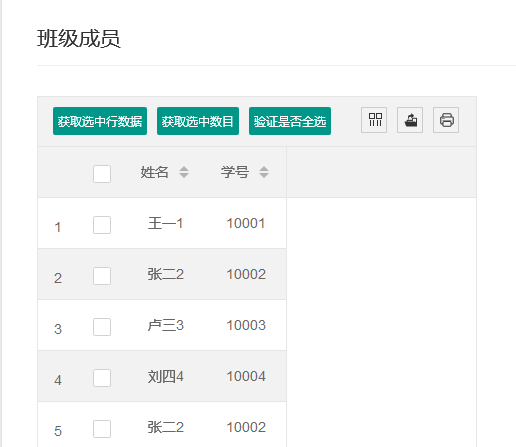 班级成员
获取选中行数据 获取选中数目 验证是否全选
姓名 学号
1 王一1 10001
2 张二2 10002
3 卢三3 10003
4 刘四4 10004
5 张二2 10002